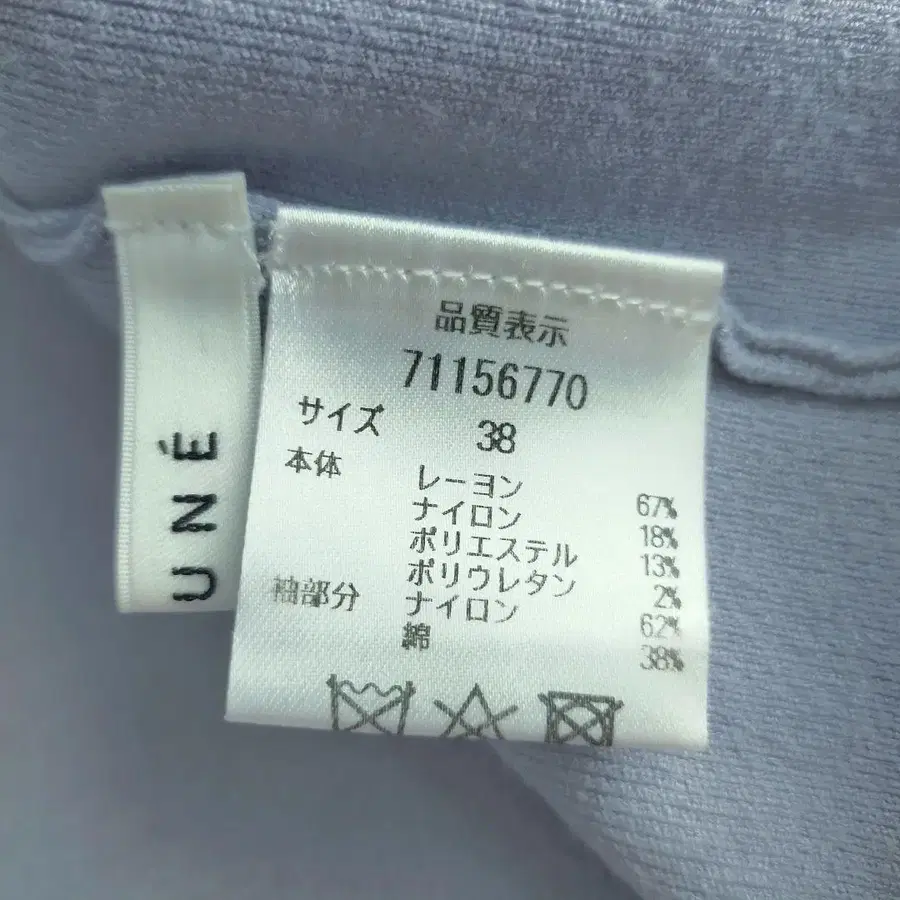 UNÉ
品質表示
71156770
サイズ 38
本体 レーヨン 67%
ナイロン 18%
ポリエステル 13%
ポリウレタン 2%
袖部分 ナイロン 62%
綿 38%